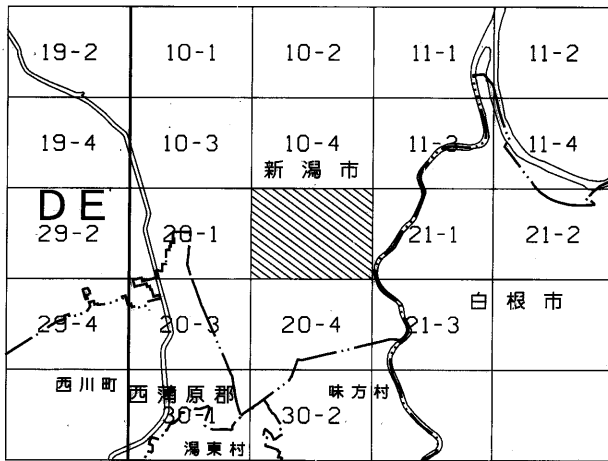 19-2 10-1 10-2 11-1 11-2
19-4 10-3 10-4 11-3 11-4
新潟市
DE
29-2 20-1 21-1 21-2
白根市
29-4 20-3 20-4 21-3
西川町 西蒲原郡 味方村
30-1 30-2
潟東村